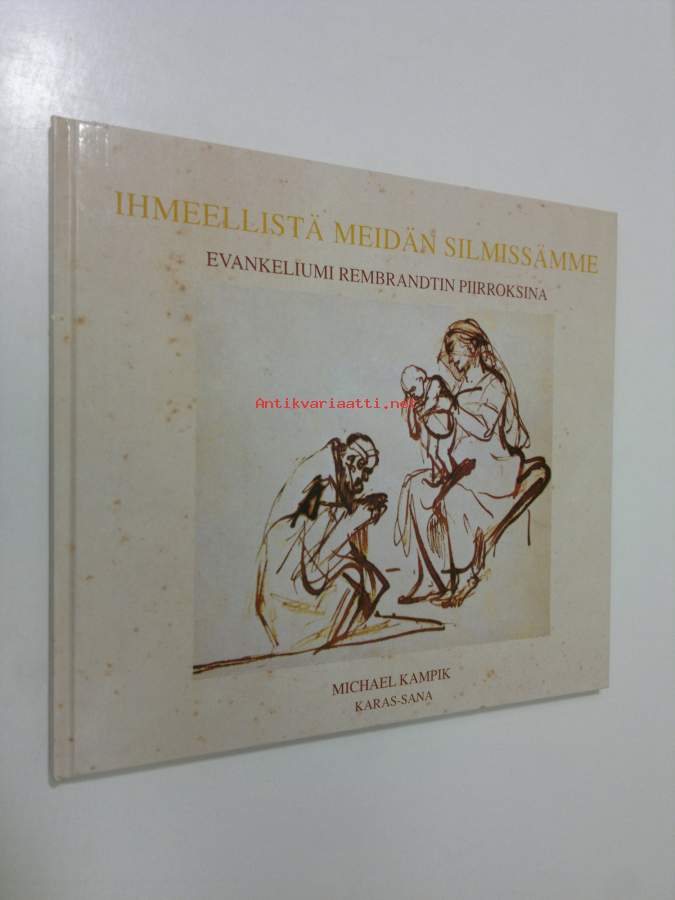 IHMEELLISTÄ MEIDÄN SILMISSÄMME
EVANKELIUMI REMBRANDTIN PIIRROKSINA
Antikvariaatti.net
MICHAEL KAMPIK
KARAS-SANA